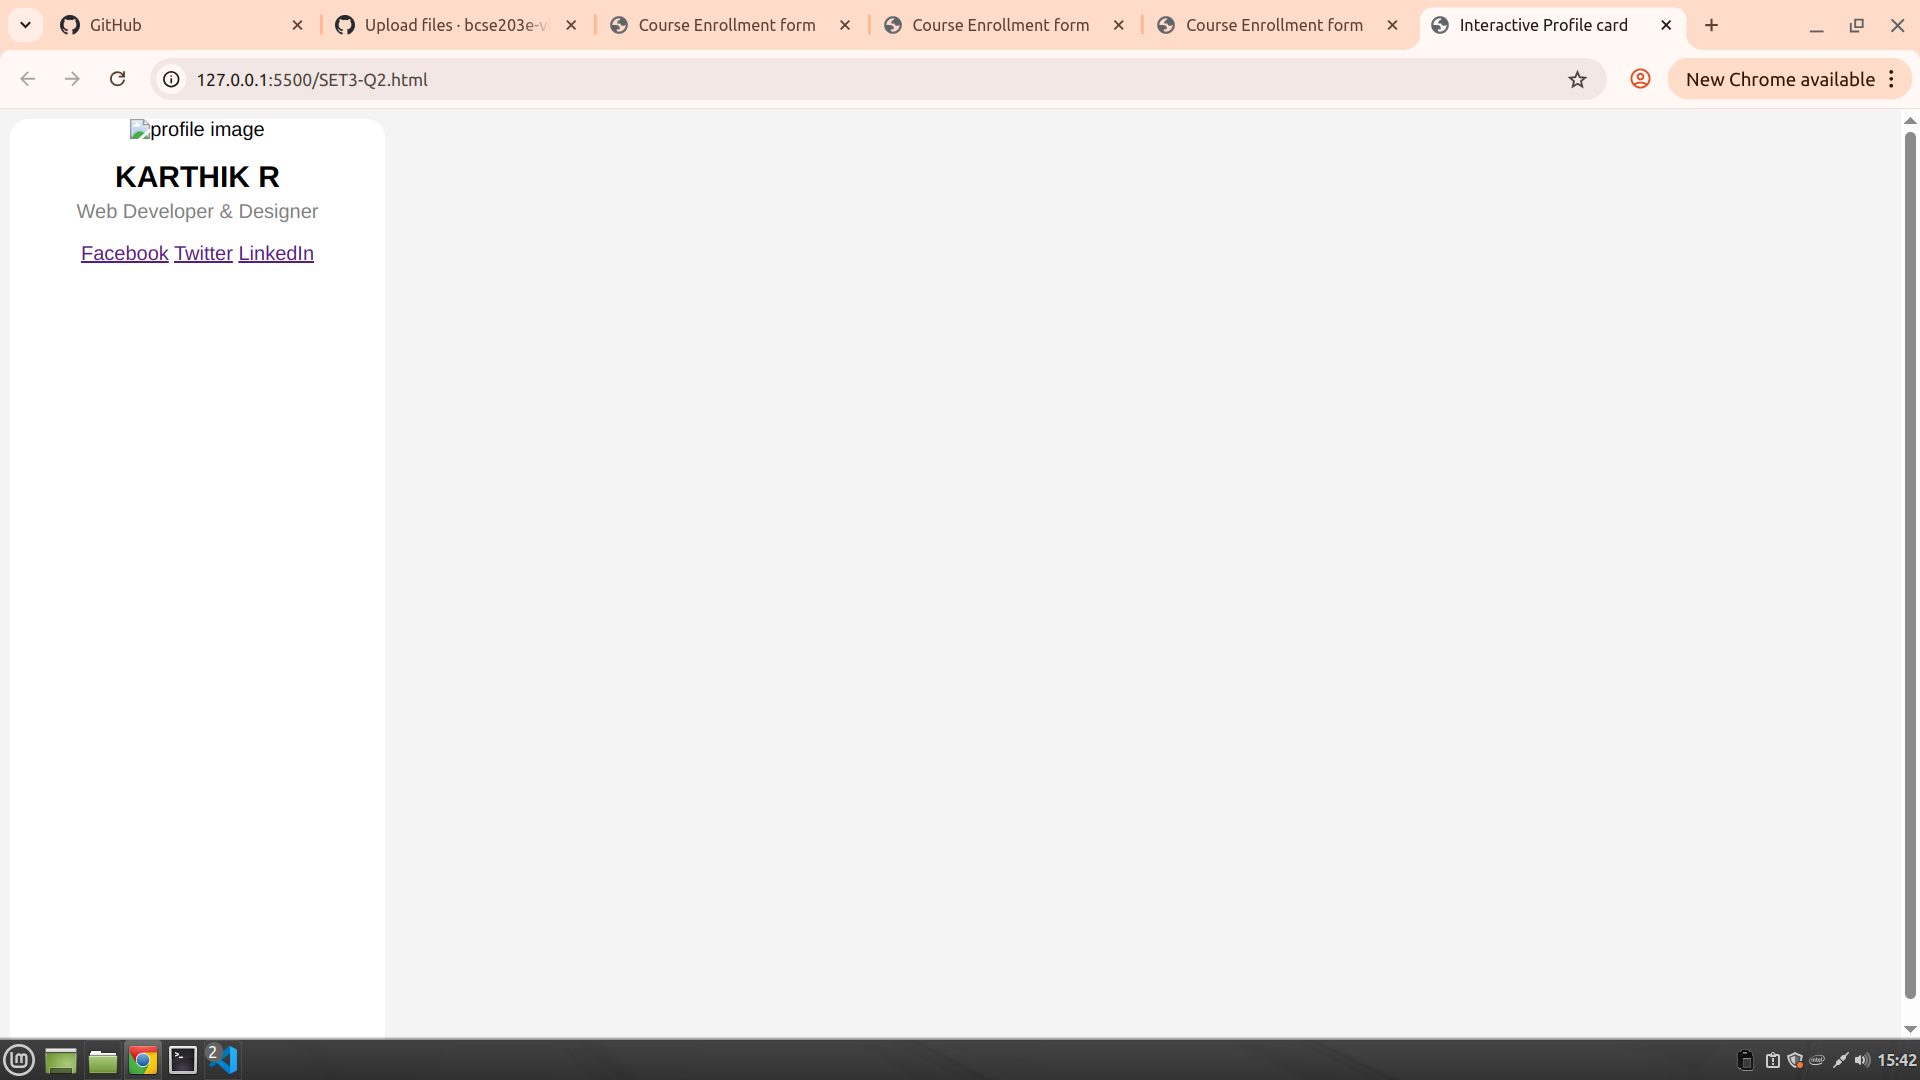 GitHub
Upload files · bcse203e-vi
Course Enrollment form
Course Enrollment form
Course Enrollment form
Interactive Profile card
127.0.0.1:5500/SET3-Q2.html
New Chrome available
profile image
KARTHIK R
Web Developer & Designer
Facebook Twitter LinkedIn
2
15:42